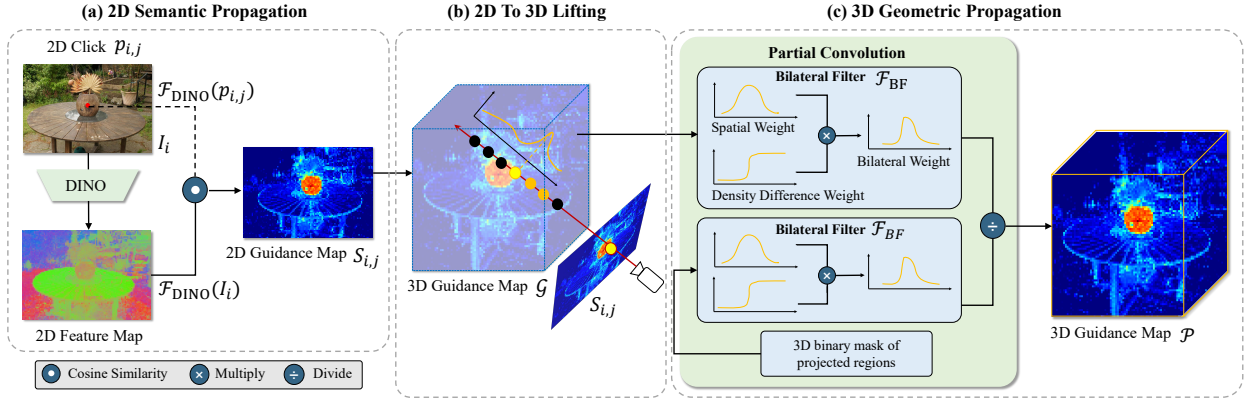 (a) 2D Semantic Propagation
2D Click p_{i,j}
F_DINO(p_{i,j})
I_i
DINO
2D Guidance Map S_{i,j}
F_DINO(I_i)
2D Feature Map
Cosine Similarity
× Multiply
÷ Divide
(b) 2D To 3D Lifting
3D Guidance Map G
S_{i,j}
(c) 3D Geometric Propagation
Partial Convolution
Bilateral Filter F_BF
Spatial Weight
×
Bilateral Weight
Density Difference Weight
Bilateral Filter F_BF
×
÷
3D binary mask of
projected regions
3D Guidance Map P